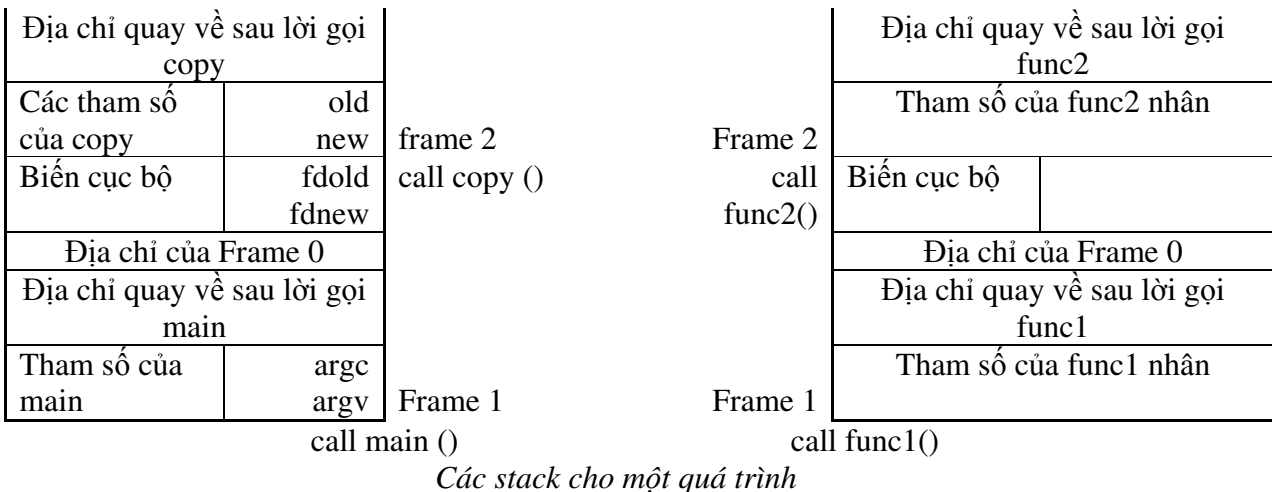 Địa chỉ quay về sau lời gọi
copy
Các tham số
của copy
old
new
frame 2
Biến cục bộ
fdold
fdnew
call copy ()
Địa chỉ của Frame 0
Địa chỉ quay về sau lời gọi
main
Tham số của
main
argc
argv
Frame 1
call main ()
Địa chỉ quay về sau lời gọi
func2
Tham số của func2 nhân
Frame 2
call
func2()
Biến cục bộ
Địa chỉ của Frame 0
Địa chỉ quay về sau lời gọi
func1
Tham số của func1 nhân
Frame 1
call func1()
Các stack cho một quá trình